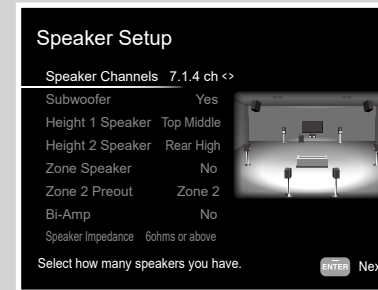 Speaker Setup
Speaker Channels 7.1.4 ch <>
Subwoofer Yes
Height 1 Speaker Top Middle
Height 2 Speaker Rear High
Zone Speaker No
Zone 2 Preout Zone 2
Bi-Amp No
Speaker Impedance 6ohms or above
Select how many speakers you have.
ENTER Nex